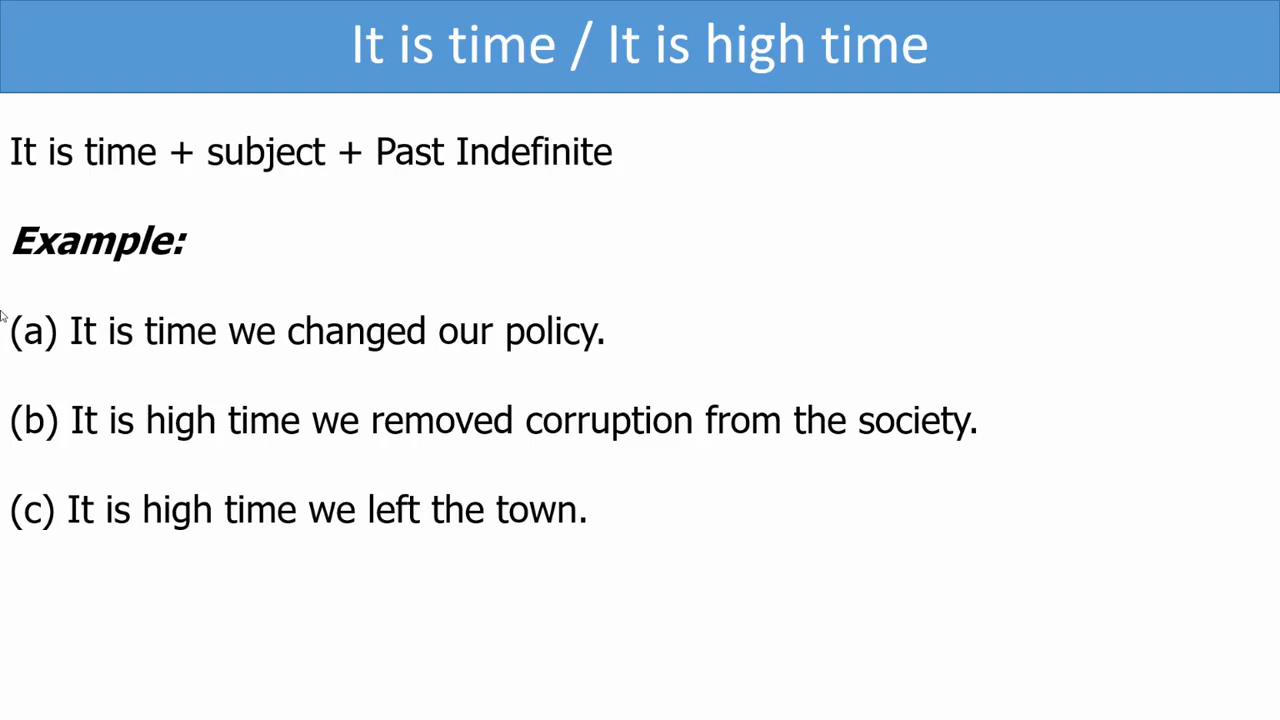 It is time / It is high time
It is time + subject + Past Indefinite
Example:
(a) It is time we changed our policy.
(b) It is high time we removed corruption from the society.
(c) It is high time we left the town.